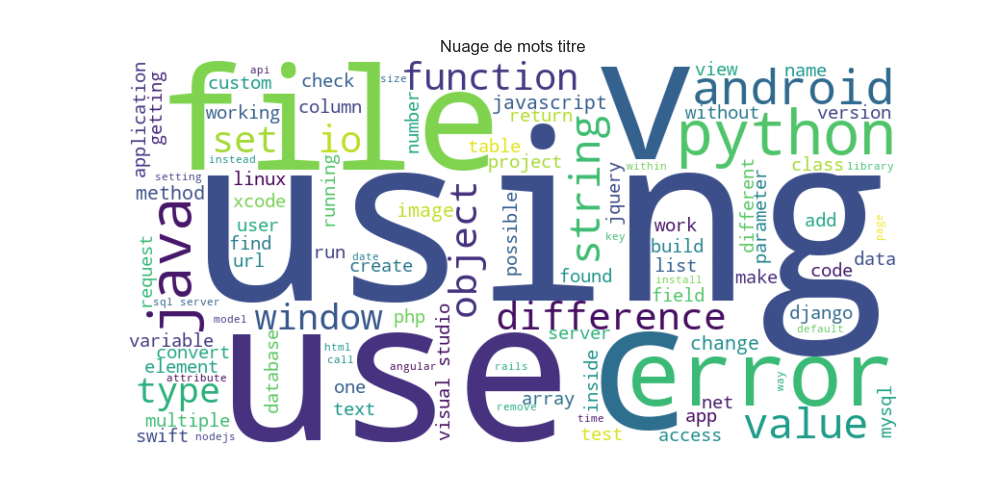 Nuage de mots titre
file
V
using
use
c
error
python
android
java
function
string
object
difference
window
value
type
set
io
application
getting
api
custom
check
size
working
column
number
javascript
return
view
name
without
version
table
project
class
library
instead
setting
method
linux
xcode
running
image
possible
jquery
within
different
parameter
key
work
add
page
user
find
url
run
date
create
build
list
install
found
field
make
code
data
request
sql server
model
php
server
django
default
variable
convert
element
attribute
database
html
call
angular
visual studio
rails
inside
change
way
one
text
array
remove
time
test
net
app
access
mysql
multiple
swift
nodejs